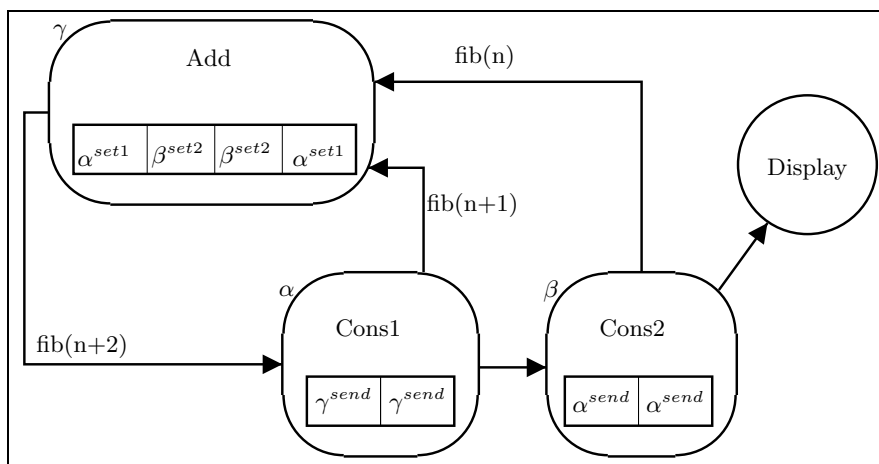 γ
Add
fib(n)
α^set1 β^set2 β^set2 α^set1
Display
fib(n+1)
α
β
Cons1
Cons2
fib(n+2)
γ^send γ^send
α^send α^send